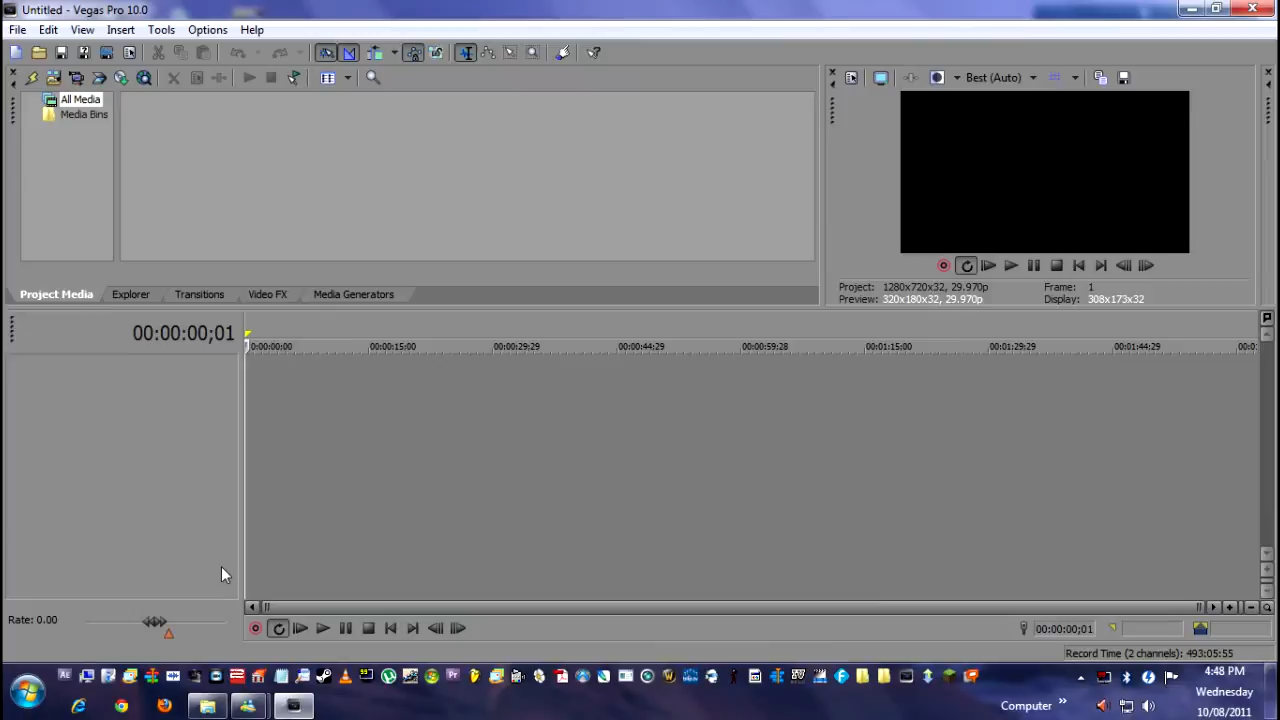 Untitled - Vegas Pro 10.0
File Edit View Insert Tools Options Help
Best (Auto)
All Media
Media Bins
Project Media Explorer Transitions Video FX Media Generators
Project: 1280x720x32, 29.970p Frame: 1
Preview: 320x180x32, 29.970p Display: 308x173x32
00:00:00;01
00:00:00 00:00:15:00 00:00:29:29 00:00:44:29 00:00:59:28 00:01:15:00 00:01:29:29 00:01:44:29
Rate: 0.00
00:00:00;01
Record Time (2 channels): 493:05:55
4:48 PM
Wednesday
10/08/2011
Computer